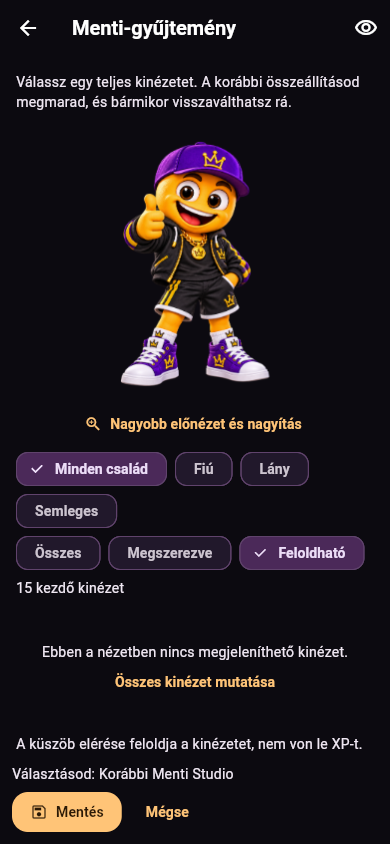 Menti-gyűjtemény
Válassz egy teljes kinézetet. A korábbi összeállításod
megmarad, és bármikor visszaválthatsz rá.
Nagyobb előnézet és nagyítás
Minden család
Fiú
Lány
Semleges
Összes
Megszerezve
Feloldható
15 kezdő kinézet
Ebben a nézetben nincs megjeleníthető kinézet.
Összes kinézet mutatása
A küszöb elérése feloldja a kinézetet, nem von le XP-t.
Választásod: Korábbi Menti Studio
Mentés
Mégse